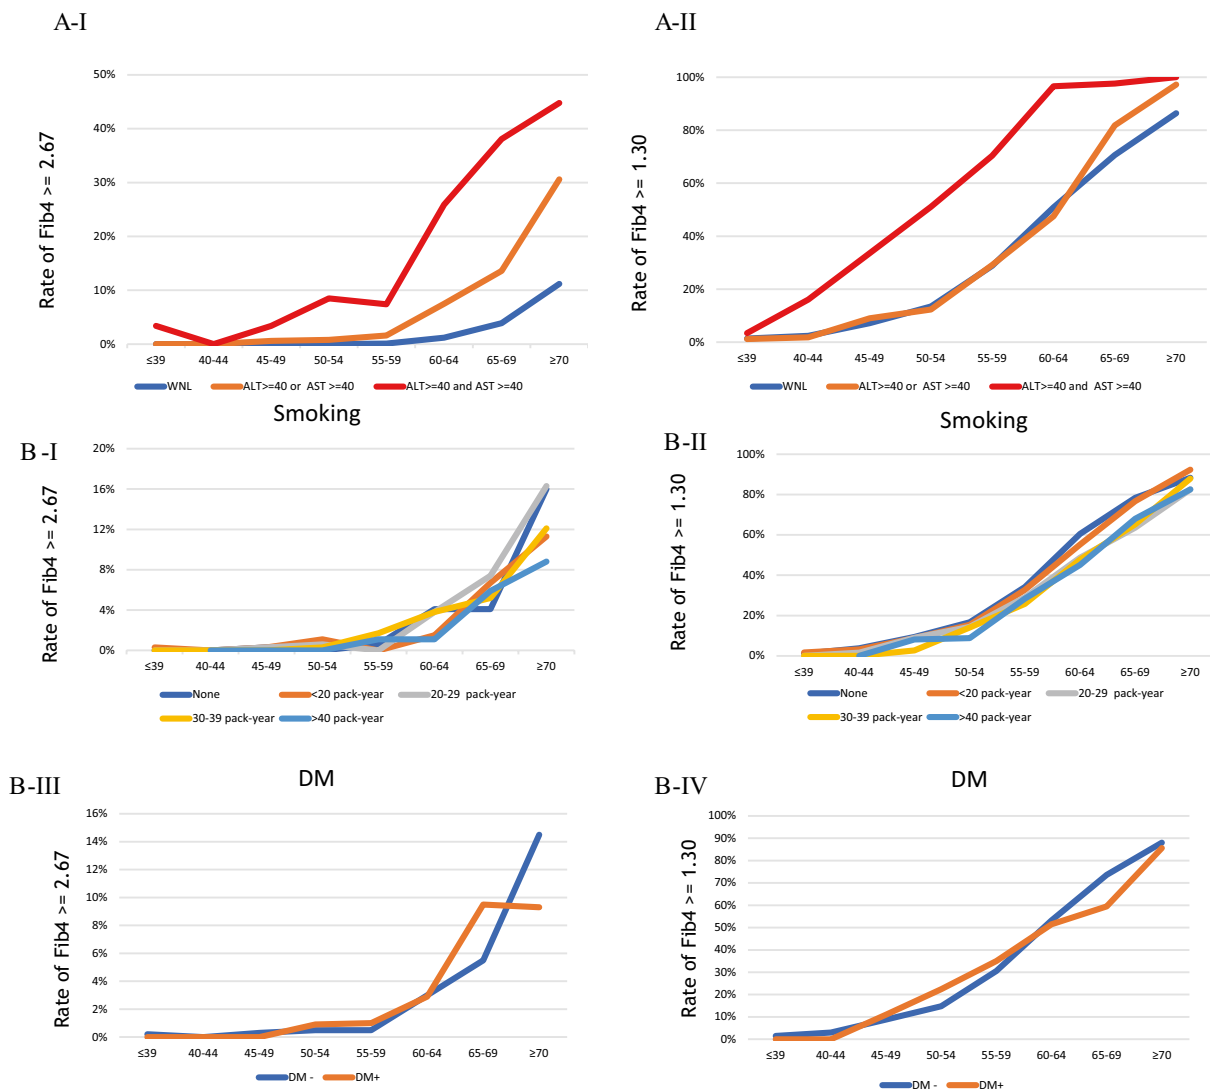 A-I
Rate of Fib4 >= 2.67
50%
40%
30%
20%
10%
0%
≤39 40-44 45-49 50-54 55-59 60-64 65-69 ≥70
WNL ALT>=40 or AST >=40 ALT>=40 and AST >=40
A-II
Rate of Fib4 >= 1.30
100%
80%
60%
40%
20%
0%
≤39 40-44 45-49 50-54 55-59 60-64 65-69 ≥70
WNL ALT>=40 or AST >=40 ALT>=40 and AST >=40
Smoking
B-I
Rate of Fib4 >= 2.67
20%
16%
12%
8%
4%
0%
≤39 40-44 45-49 50-54 55-59 60-64 65-69 ≥70
None <20 pack-year 20-29 pack-year
30-39 pack-year >40 pack-year
Smoking
B-II
Rate of Fib4 >= 1.30
100%
80%
60%
40%
20%
0%
≤39 40-44 45-49 50-54 55-59 60-64 65-69 ≥70
None <20 pack-year 20-29 pack-year
30-39 pack-year >40 pack-year
DM
B-III
Rate of Fib4 >= 2.67
16%
14%
12%
10%
8%
6%
4%
2%
0%
≤39 40-44 45-49 50-54 55-59 60-64 65-69 ≥70
DM - DM+
DM
B-IV
Rate of Fib4 >= 1.30
100%
90%
80%
70%
60%
50%
40%
30%
20%
10%
0%
≤39 40-44 45-49 50-54 55-59 60-64 65-69 ≥70
DM - DM+